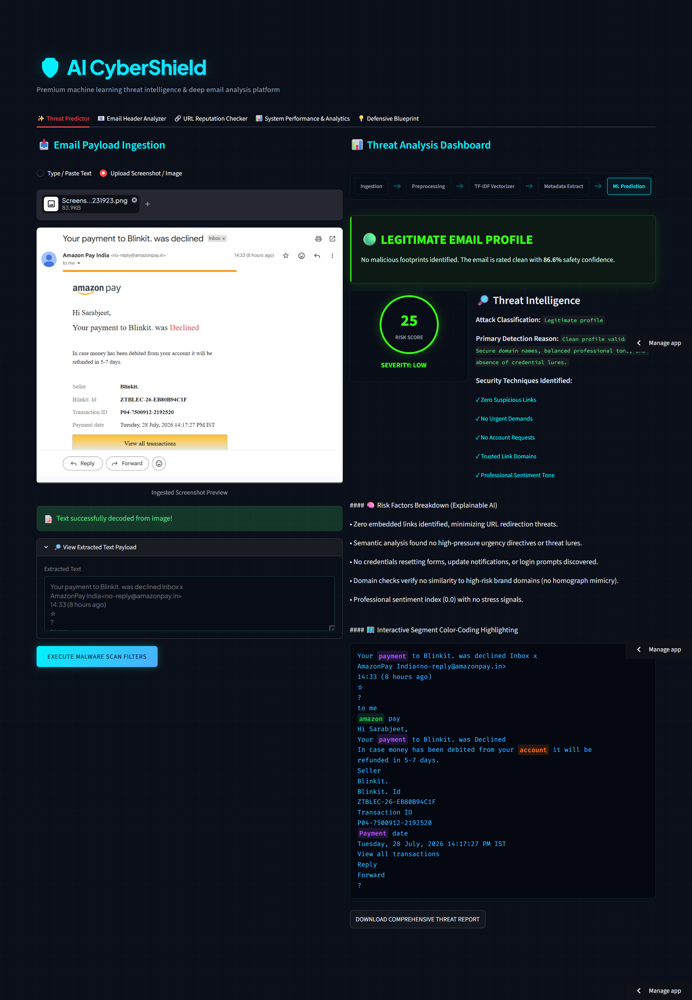 AI CyberShield
Premium machine learning threat intelligence & deep email analysis platform
Threat Predictor
Email Header Analyzer
URL Reputation Checker
System Performance & Analytics
Defensive Blueprint
Email Payload Ingestion
Type / Paste Text
Upload Screenshot / Image
Screens...231923.png
83.9KB
Your payment to Blinkit. was declined
Inbox ×
Amazon Pay India <no-reply@amazonpay.in>
14:33 (8 hours ago)
to me
amazon pay
Hi Sarabjeet,
Your payment to Blinkit. was Declined
In case money has been debited from your account it will be
refunded in 5-7 days.
Seller Blinkit.
Blinkit. Id ZTBLEC-26-EB80B94C1F
Transaction ID P04-7500912-2192520
Payment date Tuesday, 28 July, 2026 14:17:27 PM IST
View all transactions
Reply
Forward
Ingested Screenshot Preview
Text successfully decoded from image!
View Extracted Text Payload
Extracted Text
Your payment to Blinkit. was declined Inbox x
AmazonPay India<no-reply@amazonpay.in>
14:33 (8 hours ago)
☆
?
EXECUTE MALWARE SCAN FILTERS
Threat Analysis Dashboard
Ingestion → Preprocessing → TF-IDF Vectorizer → Metadata Extract → ML Prediction
LEGITIMATE EMAIL PROFILE
No malicious footprints identified. The email is rated clean with 86.6% safety confidence.
25
RISK SCORE
SEVERITY: LOW
Threat Intelligence
Attack Classification: Legitimate profile
Primary Detection Reason: Clean profile
Secure domain names, balanced professional tone,
absence of credential lures.
Security Techniques Identified:
✓ Zero Suspicious Links
✓ No Urgent Demands
✓ No Account Requests
✓ Trusted Link Domains
✓ Professional Sentiment Tone
#### Risk Factors Breakdown (Explainable AI)
• Zero embedded links identified, minimizing URL redirection threats.
• Semantic analysis found no high-pressure urgency directives or threat lures.
• No credentials resetting forms, update notifications, or login prompts discovered.
• Domain checks verify no similarity to high-risk brand domains (no homograph mimicry).
• Professional sentiment index (0.0) with no stress signals.
#### Interactive Segment Color-Coding Highlighting
Your payment to Blinkit. was declined Inbox x
AmazonPay India<no-reply@amazonpay.in>
14:33 (8 hours ago)
☆
?
to me
amazon pay
Hi Sarabjeet,
Your payment to Blinkit. was Declined
In case money has been debited from your account it will be
refunded in 5-7 days.
Seller
Blinkit.
Blinkit. Id
ZTBLEC-26-EB80B94C1F
Transaction ID
P04-7500912-2192520
Payment date
Tuesday, 28 July, 2026 14:17:27 PM IST
View all transactions
Reply
Forward
?
DOWNLOAD COMPREHENSIVE THREAT REPORT
Manage app
Manage app
Manage app